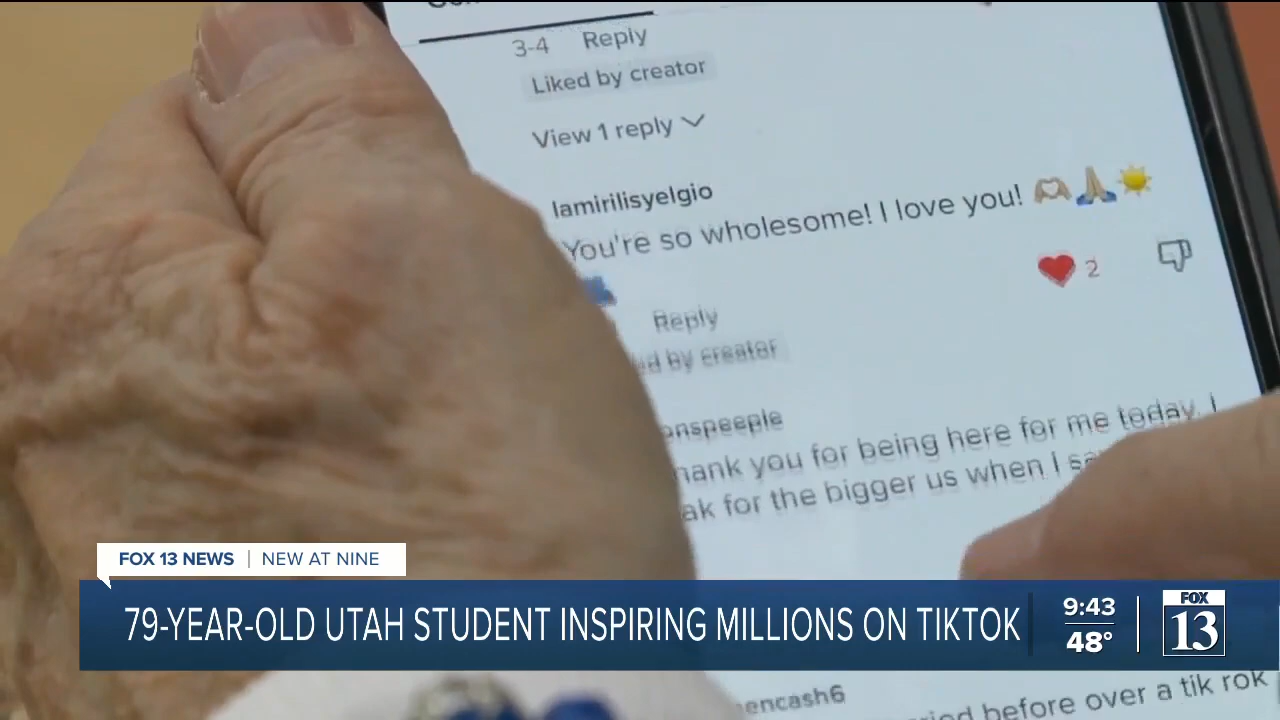 3-4 Reply
Liked by creator
View 1 reply
lamirilisyelgio
You're so wholesome! I love you!
2
Reply
by creator
onspeeple
hank you for being here for me today. I
ak for the bigger us when I
FOX 13 NEWS | NEW AT NINE
79-YEAR-OLD UTAH STUDENT INSPIRING MILLIONS ON TIKTOK
9:43
48°
FOX
13
encash6
before over a tik rok